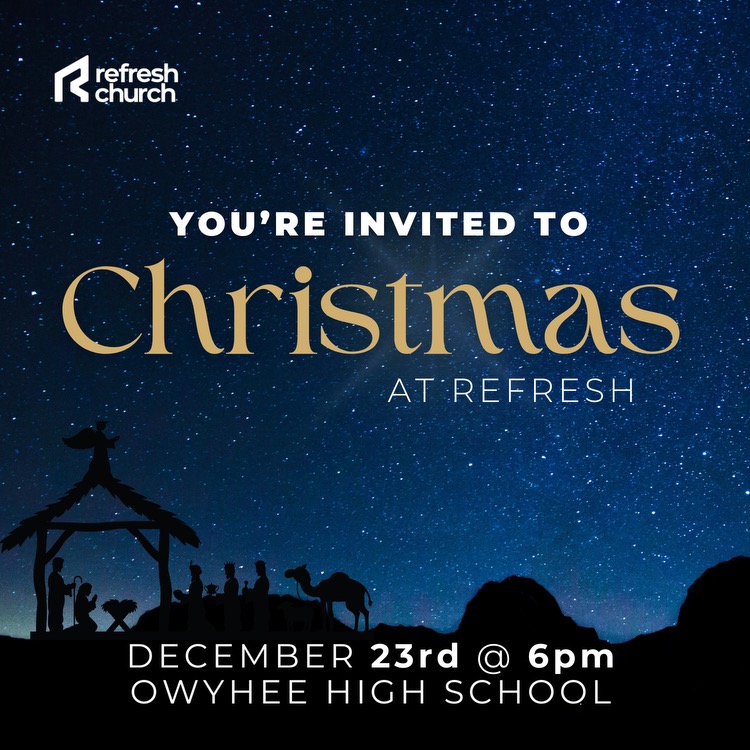 refresh
church
YOU'RE INVITED TO
Christmas
AT REFRESH
DECEMBER 23rd @ 6pm
OWYHEE HIGH SCHOOL